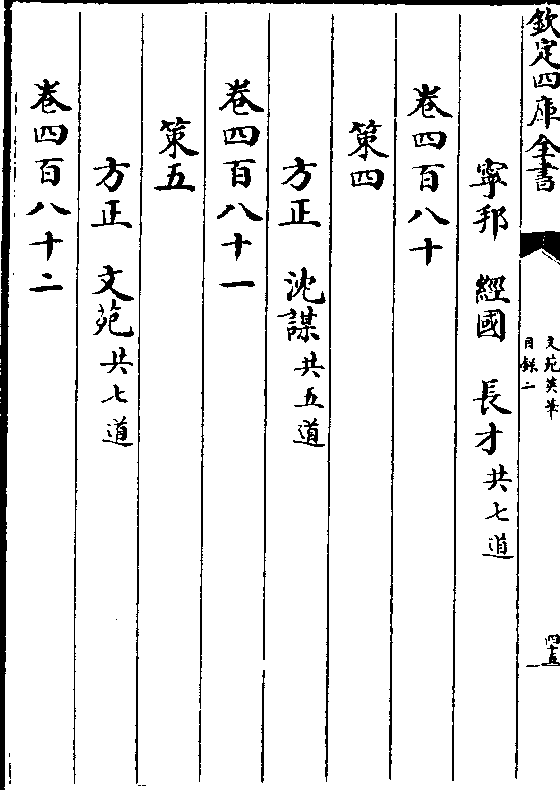 欽定四庫全書
文苑英華
目錄二
四十五
寧邦 經國 長才共七道
卷四百八十
策四
方正 沈謀共五道
卷四百八十一
策五
方正 文苑共七道
卷四百八十二